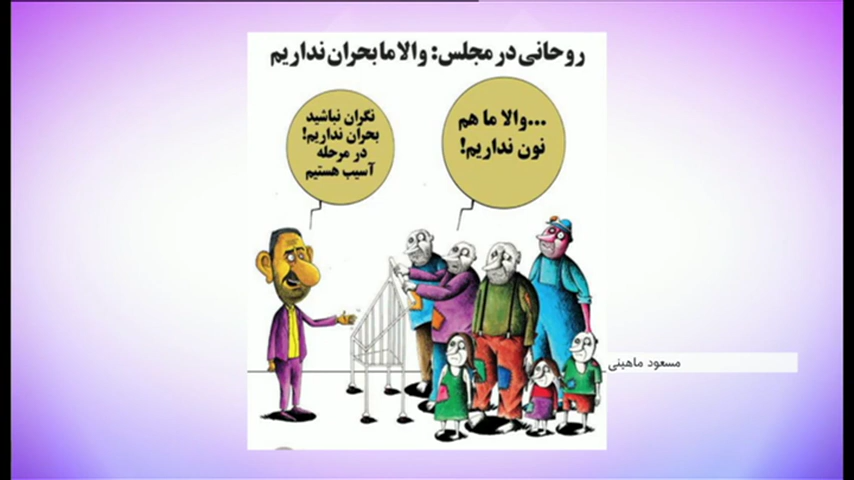 روحانی در مجلس: والا ما بحران نداریم
...والا ما هم
نون نداریم!
نگران نباشید
بحران نداریم!
در مرحله
آسیب هستیم
مسعود ماهینی